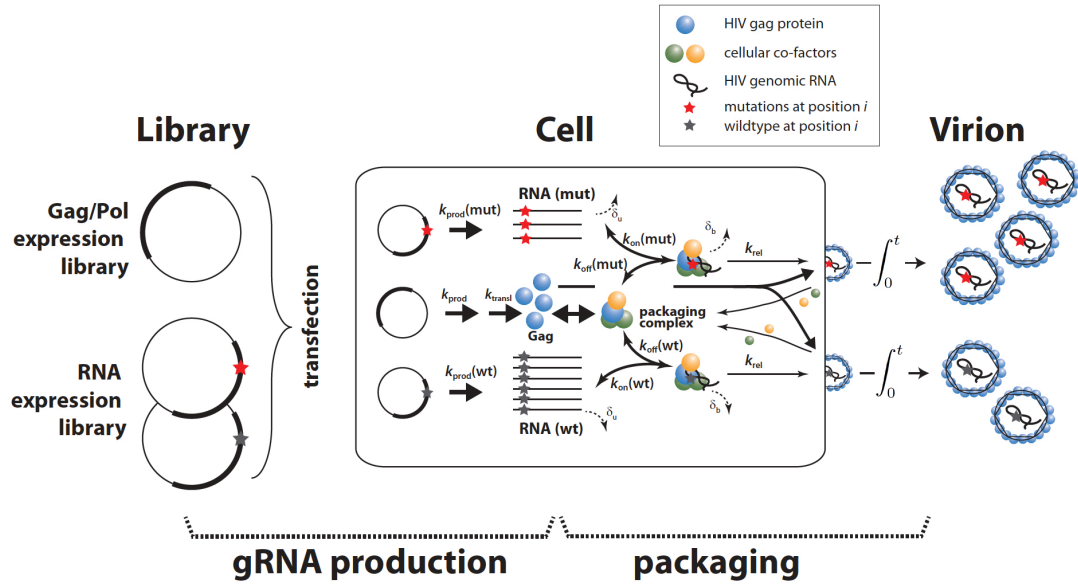 HIV gag protein
cellular co-factors
HIV genomic RNA
mutations at position i
wildtype at position i
Library
Cell
Virion
Gag/Pol
expression
library
RNA
expression
library
transfection
k_prod(mut)
RNA (mut)
δ_u
k_on(mut)
δ_b
k_off(mut)
k_rel
∫_0^t
k_prod
k_transl
Gag
packaging
complex
k_off(wt)
k_prod(wt)
k_on(wt)
k_rel
∫_0^t
δ_b
RNA (wt)
δ_u
gRNA production
packaging